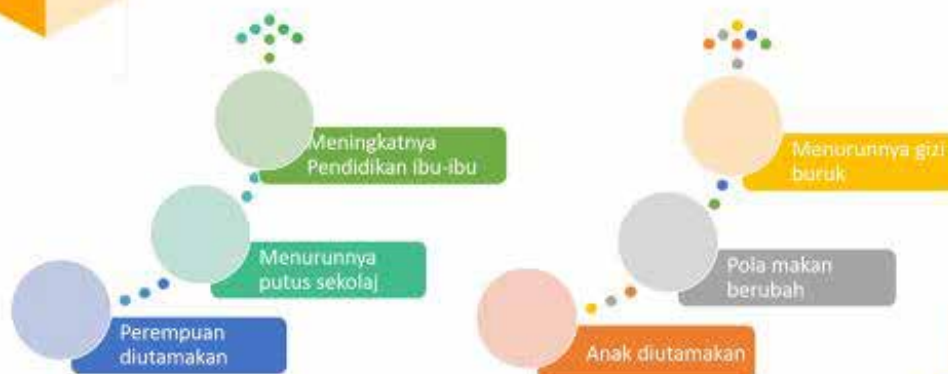 Meningkatnya
Pendidikan ibu-ibu
Menurunnya
putus sekolaj
Perempuan
diutamakan
Menurunnya gizi
buruk
Pola makan
berubah
Anak diutamakan